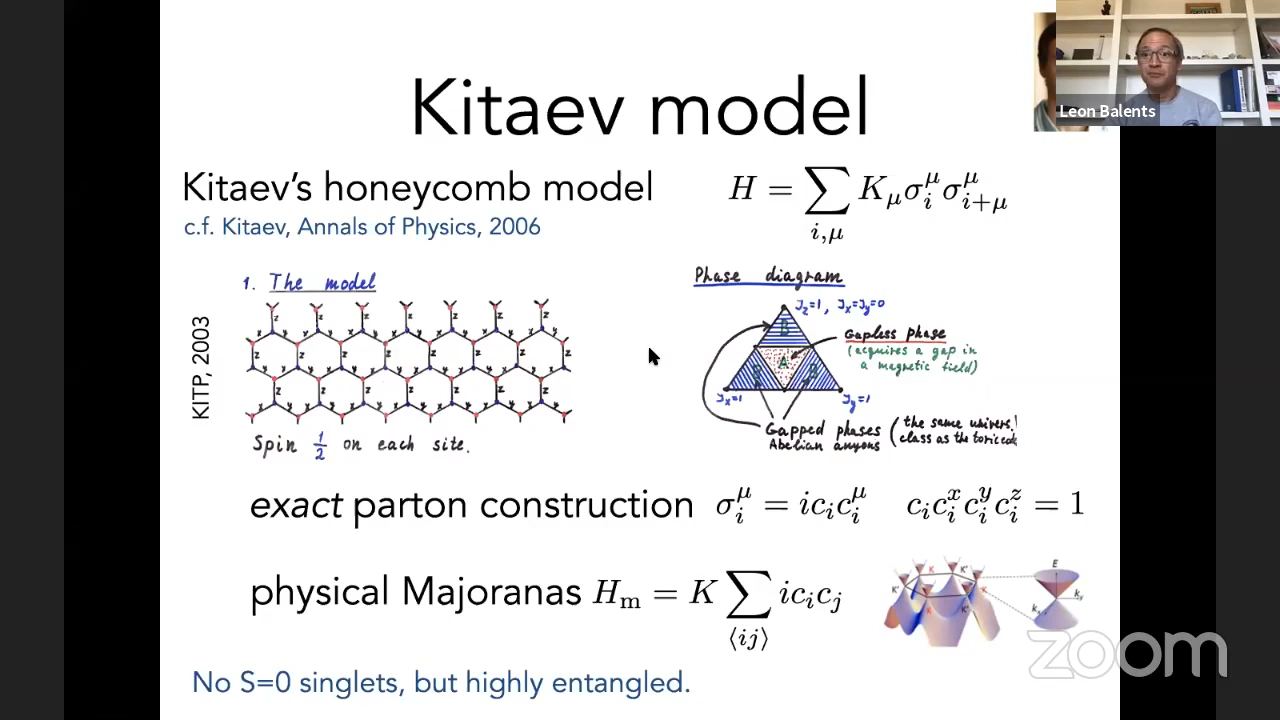 Leon Balents
Kitaev model
Kitaev's honeycomb model
H = ∑_{i,μ} K_μ σ_i^μ σ_{i+μ}^μ
c.f. Kitaev, Annals of Physics, 2006
KITP, 2003
1. The model
Spin 1/2 on each site.
Phase diagram
J_z=1, J_x=J_y=0
B
A
Gapless phase
(acquires a gap in
a magnetic field)
J_x=1
J_y=1
Gapped phases
Abelian anyons
(the same univers.
class as the toric code
exact parton construction σ_i^μ = i c_i c_i^μ c_i c_i^x c_i^y c_i^z = 1
physical Majoranas H_m = K ∑_{⟨ij⟩} i c_i c_j
E
k_y
k_x
K
K'
No S=0 singlets, but highly entangled.
zoom